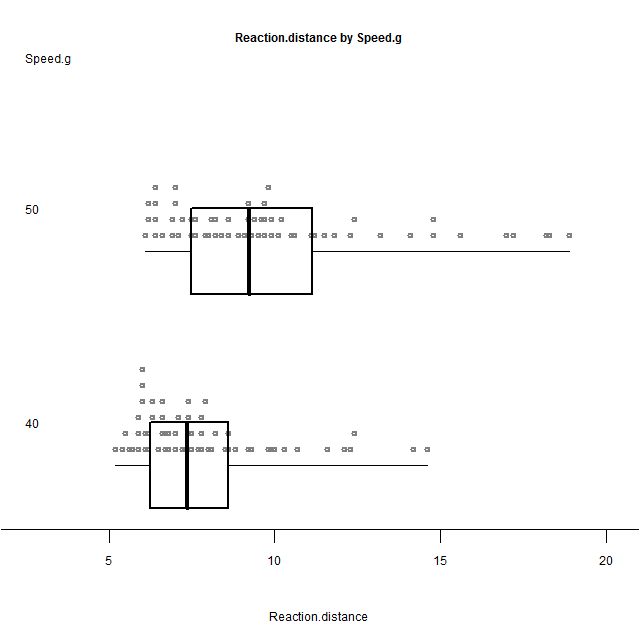 Reaction.distance by Speed.g
Speed.g
50
40
5 10 15 20
Reaction.distance